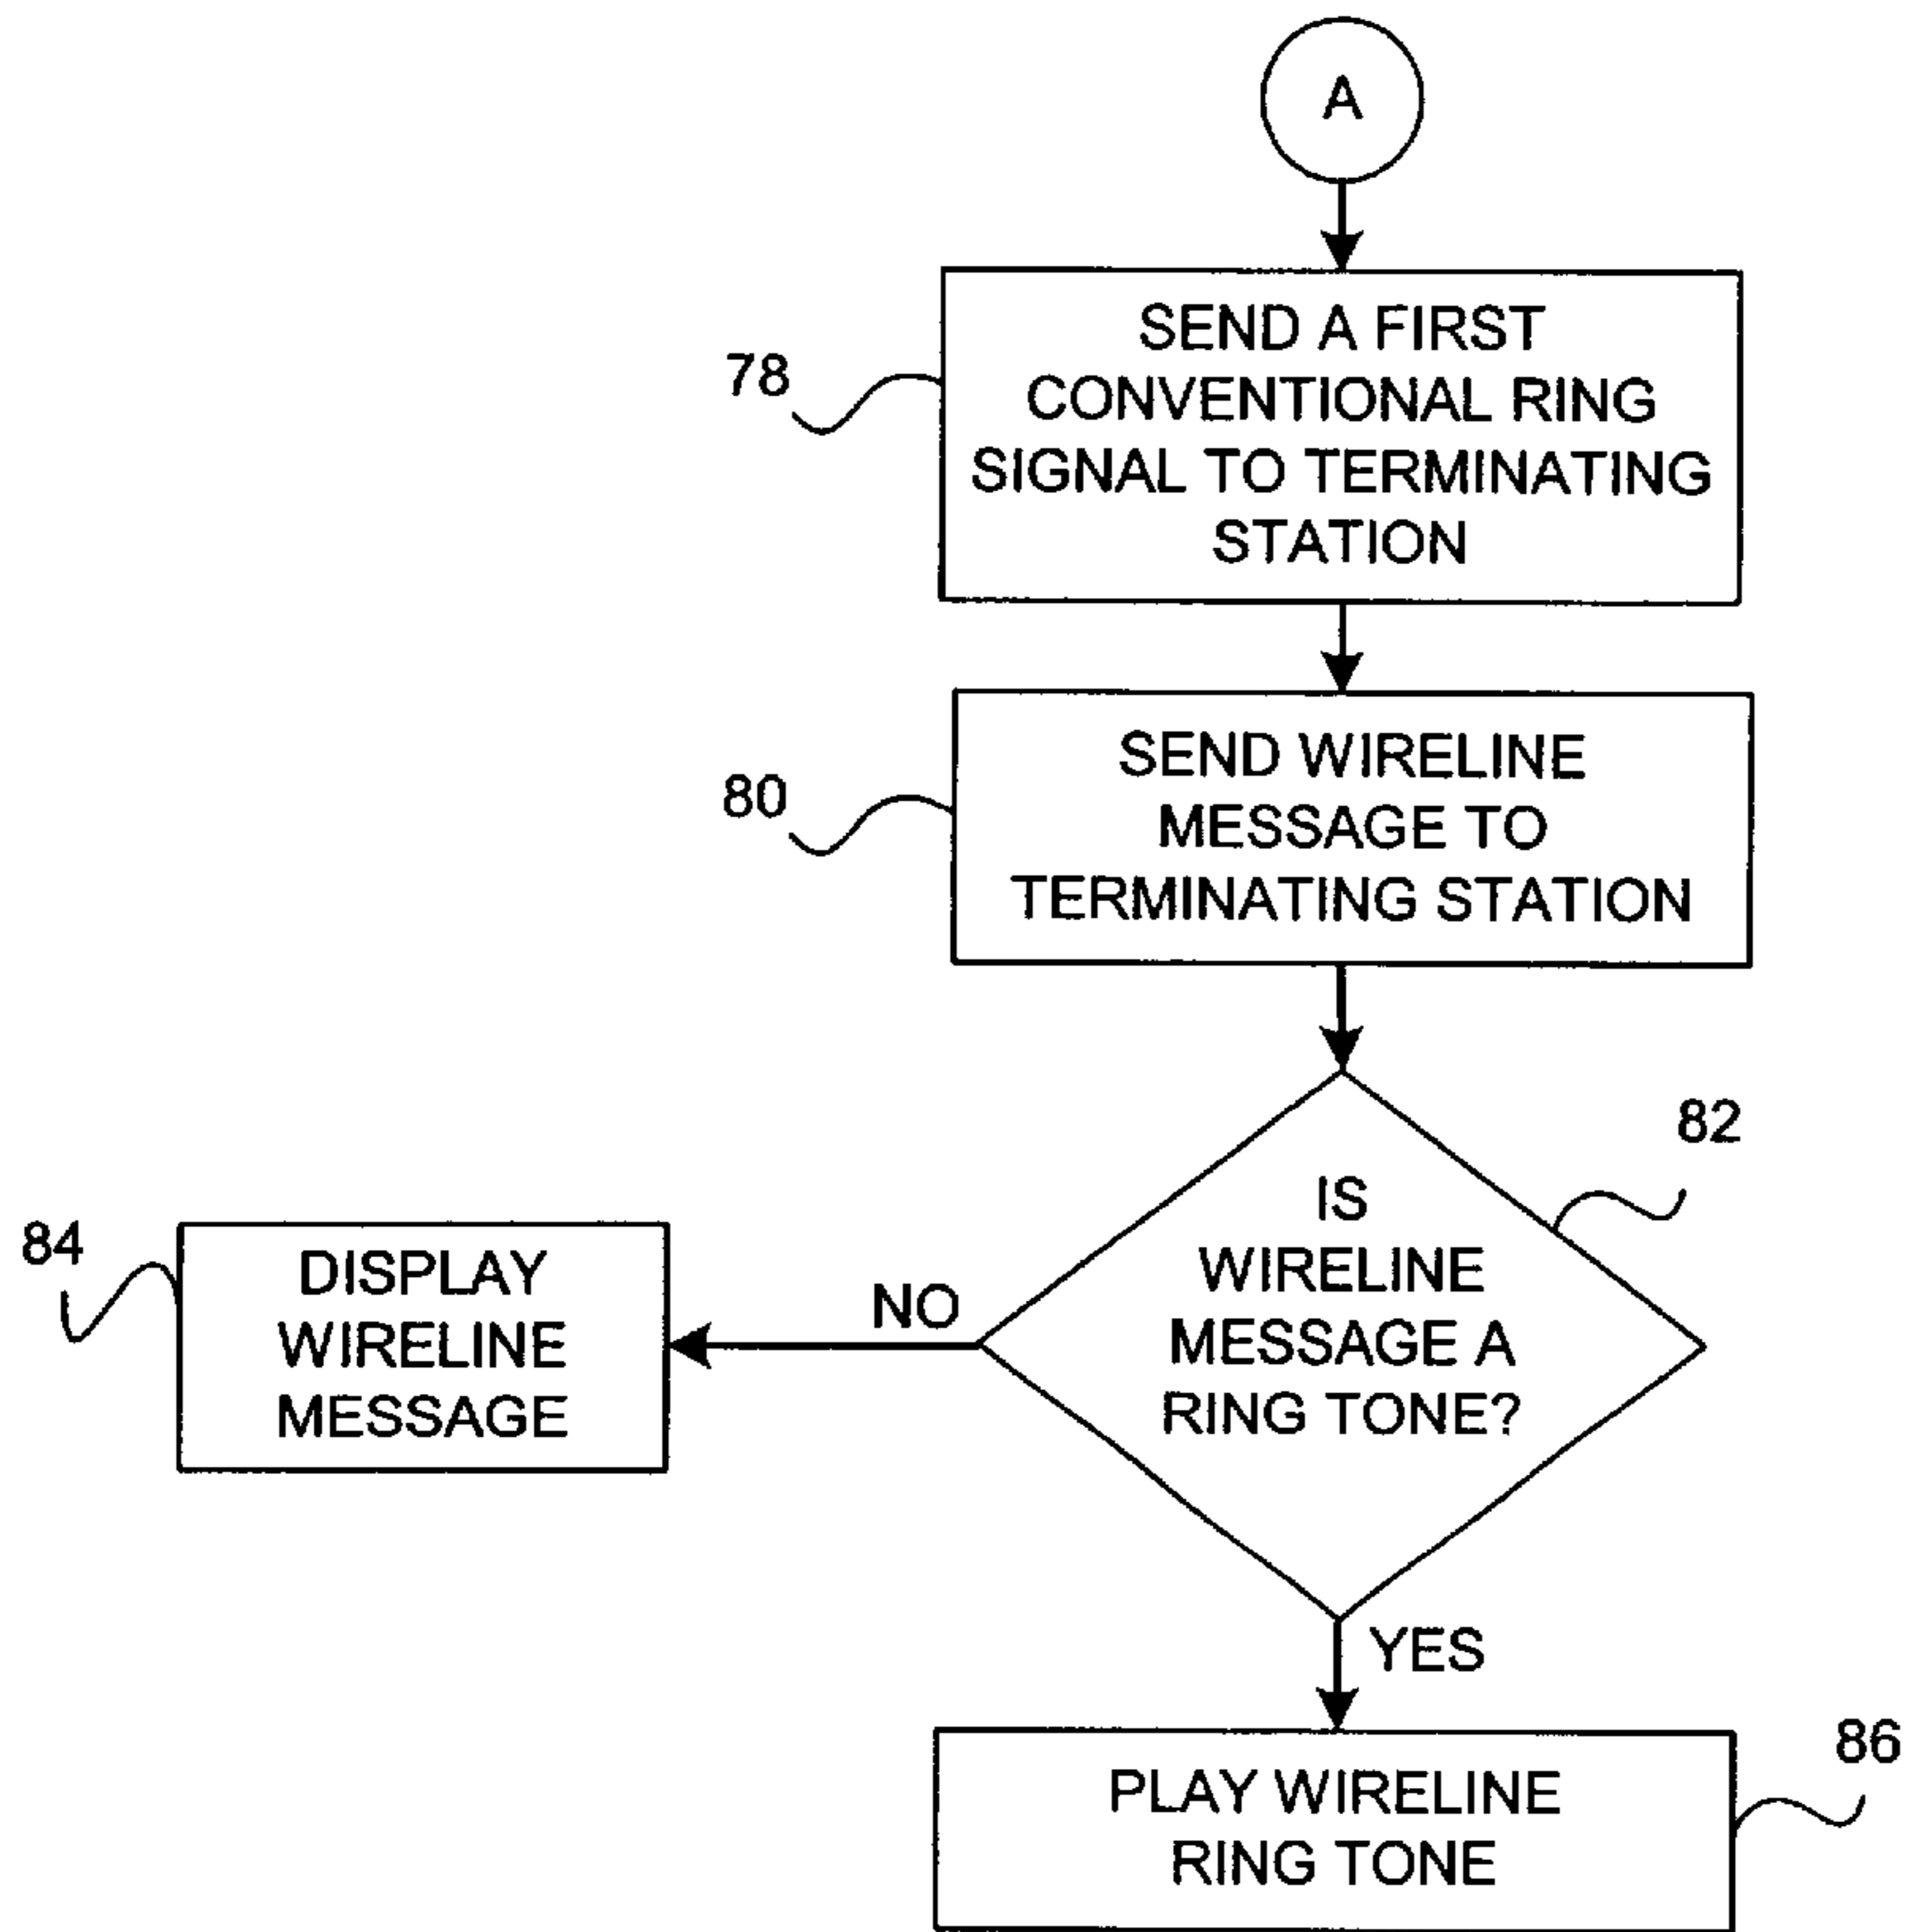 A
78
SEND A FIRST
CONVENTIONAL RING
SIGNAL TO TERMINATING
STATION
80
SEND WIRELINE
MESSAGE TO
TERMINATING STATION
82
IS
WIRELINE
MESSAGE A
RING TONE?
NO
84
DISPLAY
WIRELINE
MESSAGE
YES
86
PLAY WIRELINE
RING TONE